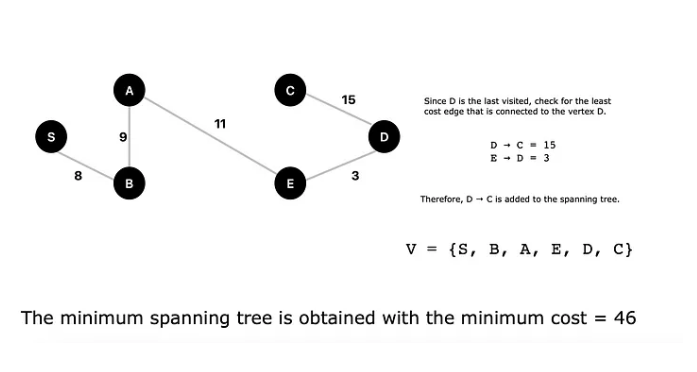 A
C
15
Since D is the last visited, check for the least
cost edge that is connected to the vertex D.
11
S
9
D
D → C = 15
E → D = 3
8
B
E
3
Therefore, D → C is added to the spanning tree.
V = {S, B, A, E, D, C}
The minimum spanning tree is obtained with the minimum cost = 46